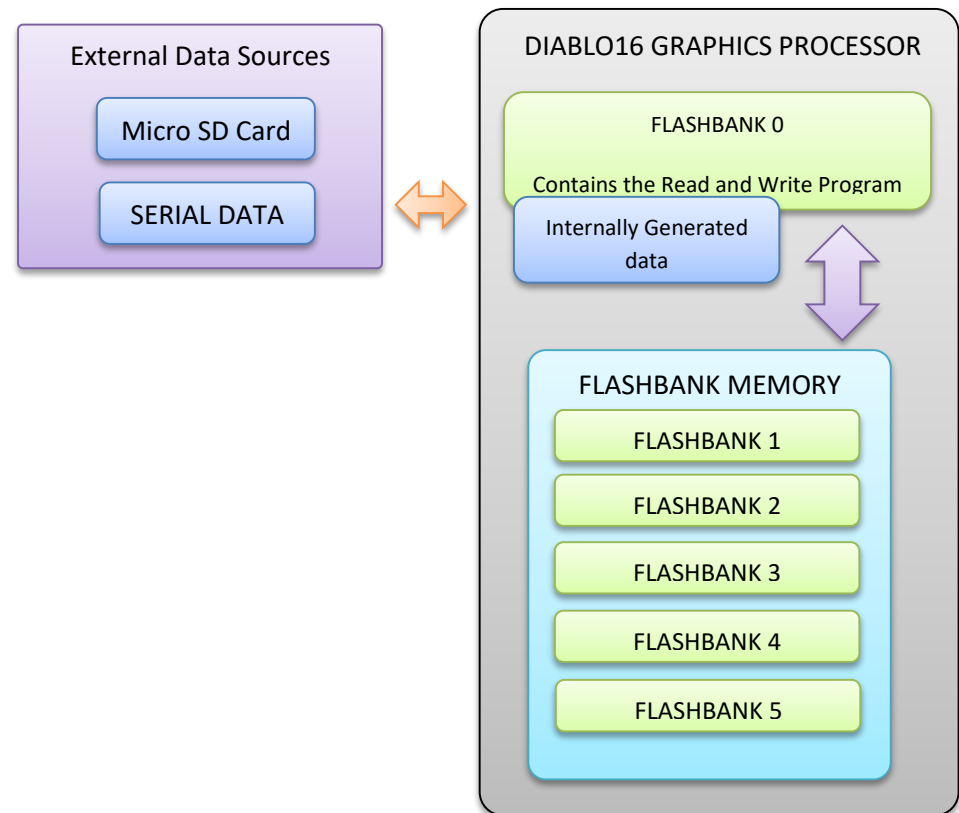 External Data Sources
Micro SD Card
SERIAL DATA
DIABLO16 GRAPHICS PROCESSOR
FLASHBANK 0
Contains the Read and Write Program
Internally Generated
data
FLASHBANK MEMORY
FLASHBANK 1
FLASHBANK 2
FLASHBANK 3
FLASHBANK 4
FLASHBANK 5